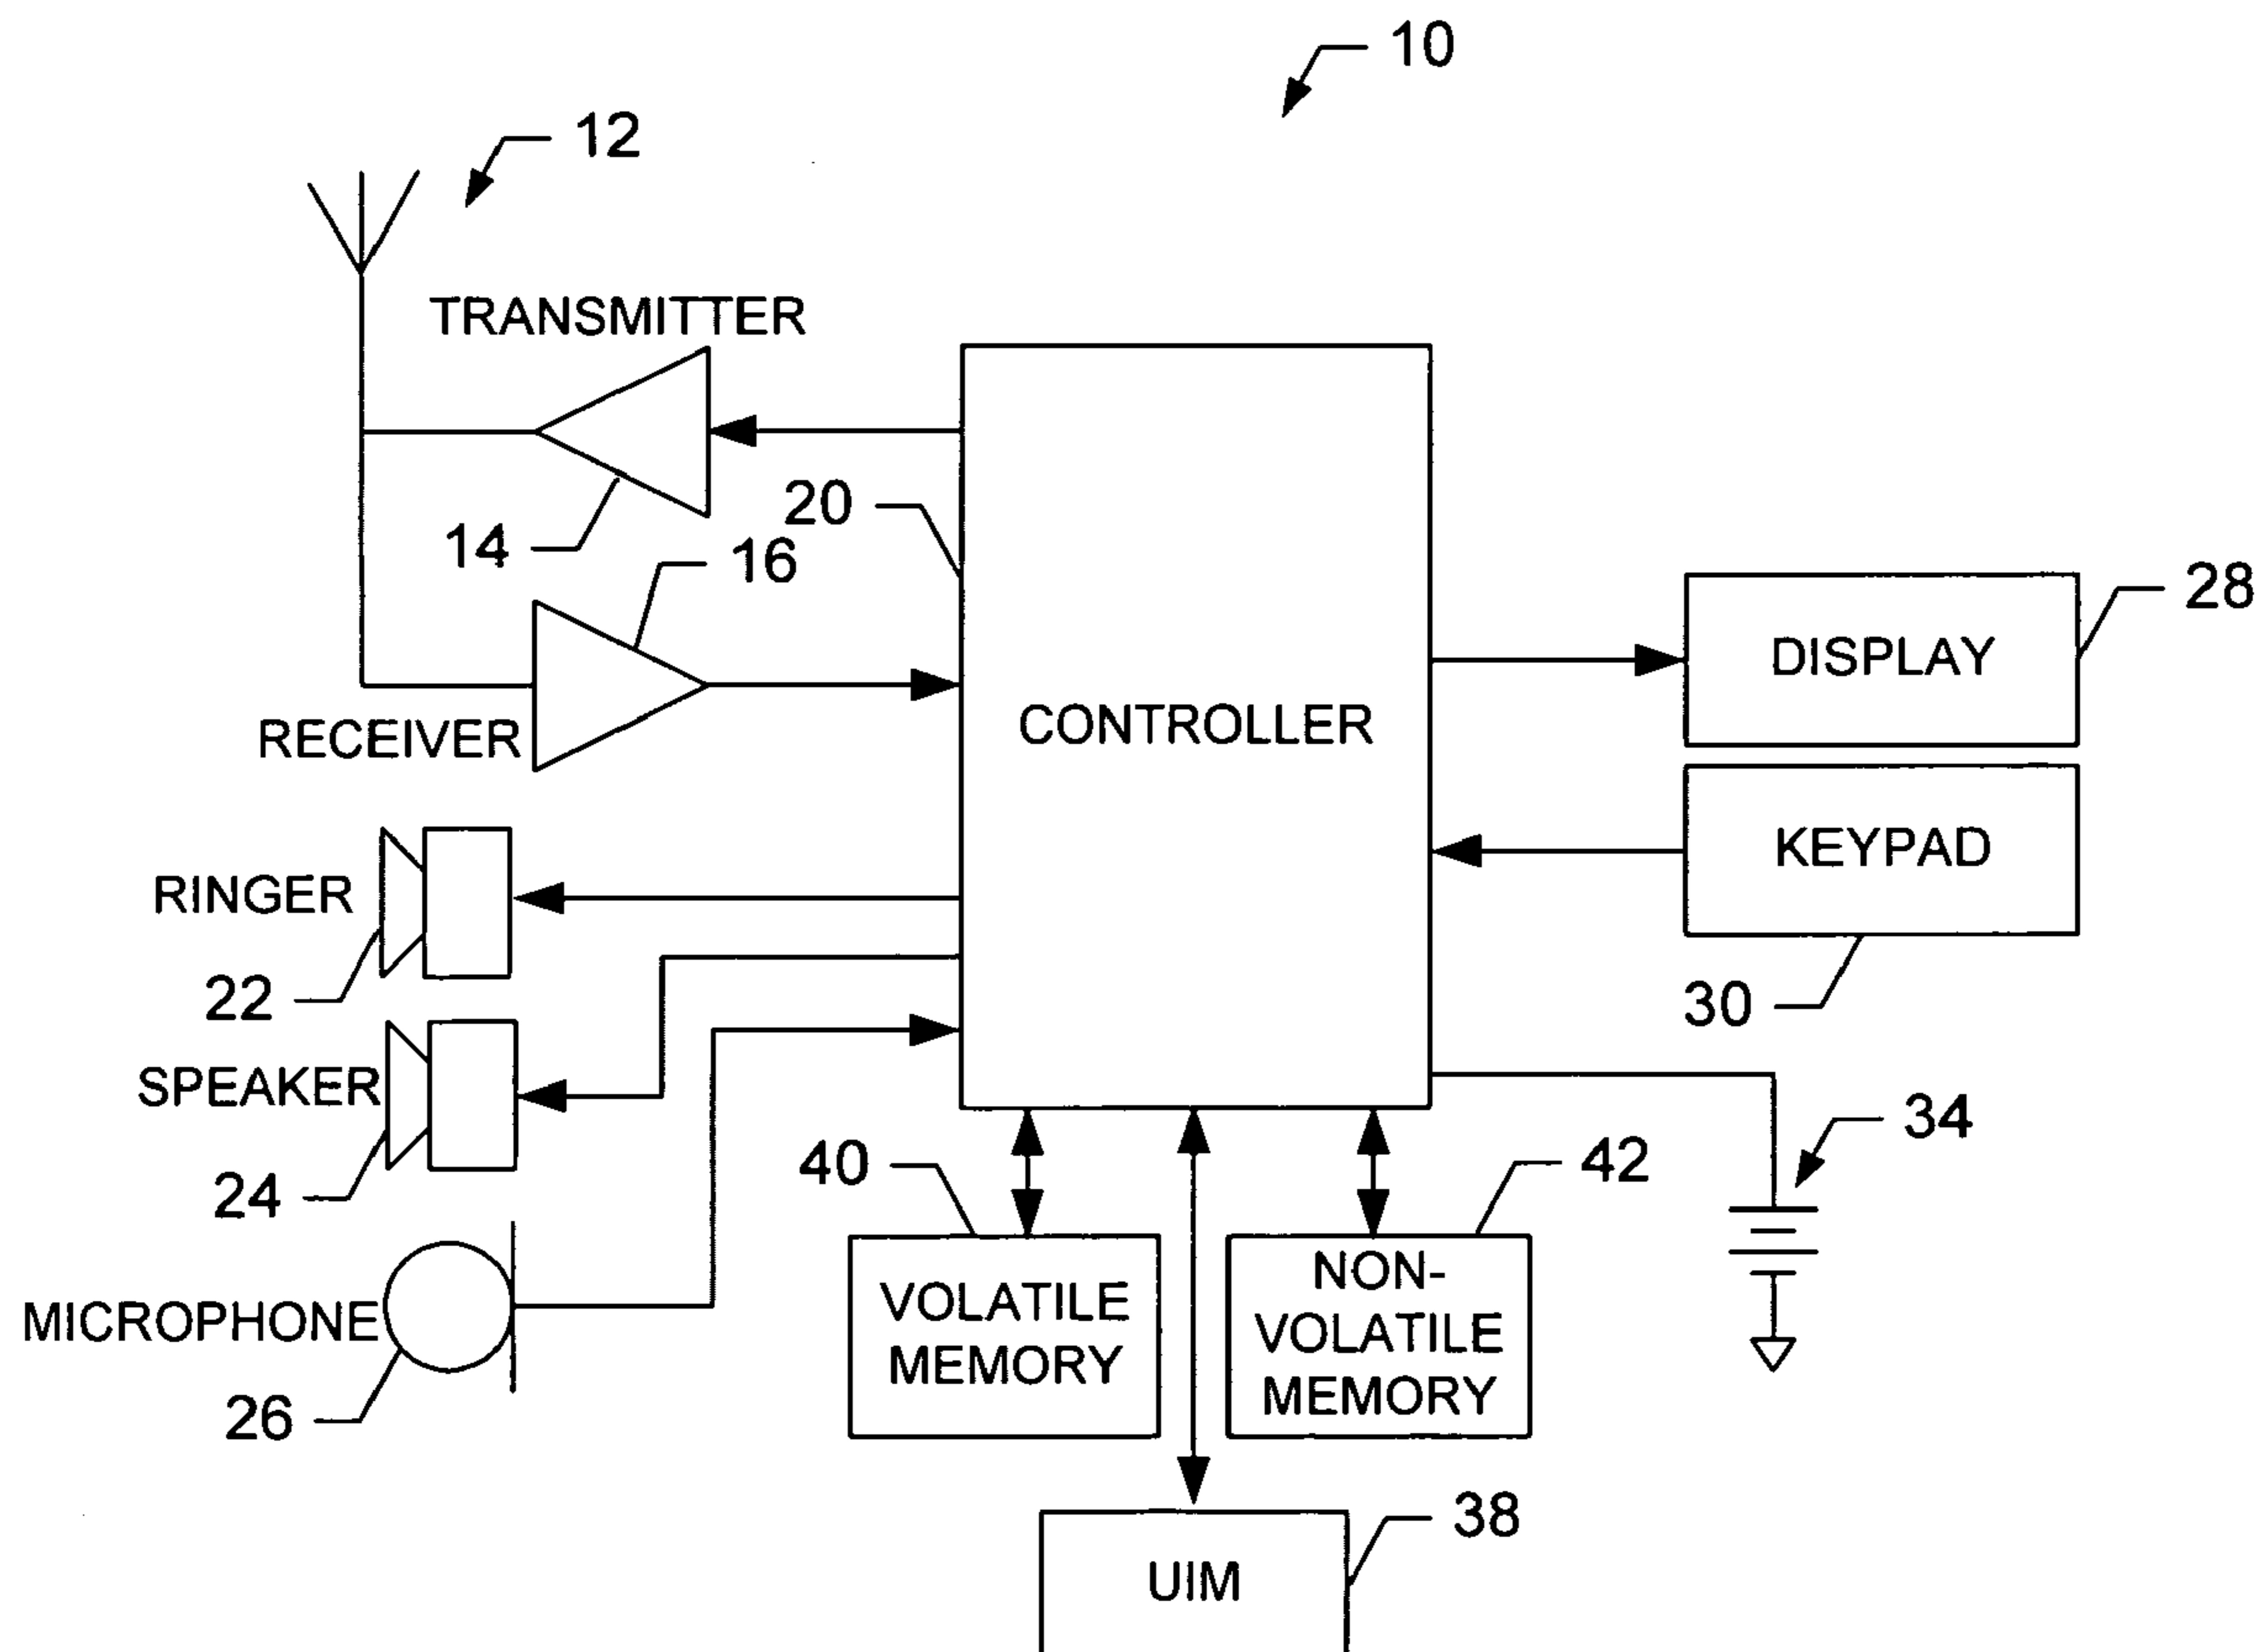 10
12
TRANSMITTER
14
20
16
RECEIVER
CONTROLLER
DISPLAY
28
KEYPAD
30
RINGER
22
SPEAKER
24
MICROPHONE
26
34
40
42
VOLATILE
MEMORY
NON-
VOLATILE
MEMORY
38
UIM